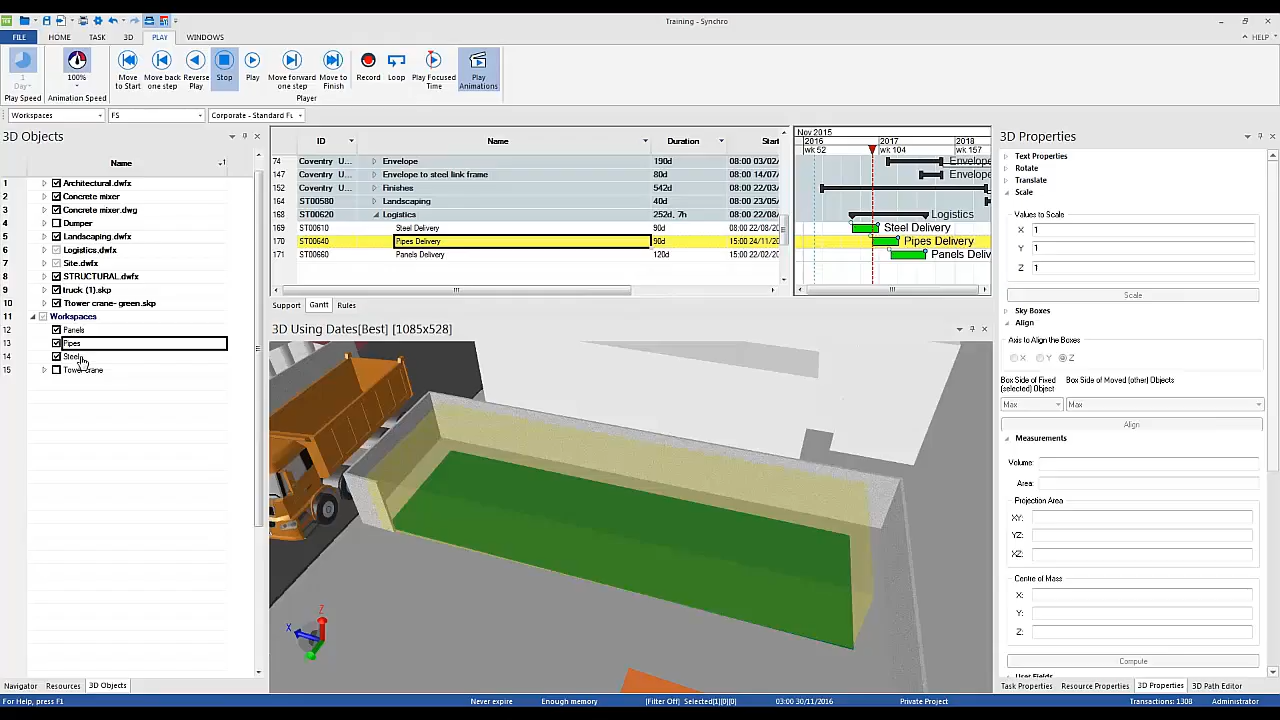 Training - Synchro
FILE HOME TASK 3D PLAY WINDOWS HELP
1 Day
100%
Move to Start
Move back one step
Reverse Play
Stop
Play
Move forward one step
Move to Finish
Record
Loop
Play Focused Time
Play Animations
Play Speed Animation Speed Player
Workspaces FS Corporate - Standard Fu
3D Objects
Name
1 Architectural.dwfx
2 Concrete mixer
3 Concrete mixer.dwg
4 Dumper
5 Landscaping.dwfx
6 Logistics.dwfx
7 Site.dwfx
8 STRUCTURAL.dwfx
9 truck (1).skp
10 Ttower crane- green.skp
11 Workspaces
12 Panels
13 Pipes
14 Steel
15 Tower crane
Navigator Resources 3D Objects
ID Name Duration Start
74 Coventry U... Envelope 190d 08:00 03/02/
147 Coventry U... Envelope to steel link frame 80d 08:00 14/07/
152 Coventry U... Finishes 542d 08:00 22/03/
164 ST00580 Landscaping 40d 08:00 23/05/
168 ST00620 Logistics 252d, 7h 08:00 22/08/
169 ST00610 Steel Delivery 90d 08:00 22/08/20
170 ST00640 Pipes Delivery 90d 15:00 24/11/20
171 ST00660 Panels Delivery 120d 15:00 22/02/20
Nov 2015
2016 2017 2018
wk 52 wk 104 wk 157
Envelope
Envelope
Logistics
Steel Delivery
Pipes Delivery
Panels Deliv
Support Gantt Rules
3D Using Dates[Best] [1085x528]
Z
X
3D Properties
Text Properties
Rotate
Translate
Scale
Values to Scale
X 1
Y 1
Z 1
Scale
Sky Boxes
Align
Axis to Align the Boxes
X Y Z
Box Side of Fixed (selected) Object
Box Side of Moved (other) Objects
Max Max
Align
Measurements
Volume:
Area:
Projection Area
XY:
YZ:
XZ:
Centre of Mass
X:
Y:
Z:
Compute
User Fields
Task Properties Resource Properties 3D Properties 3D Path Editor
For Help, press F1 Never expire Enough memory [Filter Off] Selected[1|0][0] 03:00 30/11/2016 Private Project Transactions: 1308 Administrator